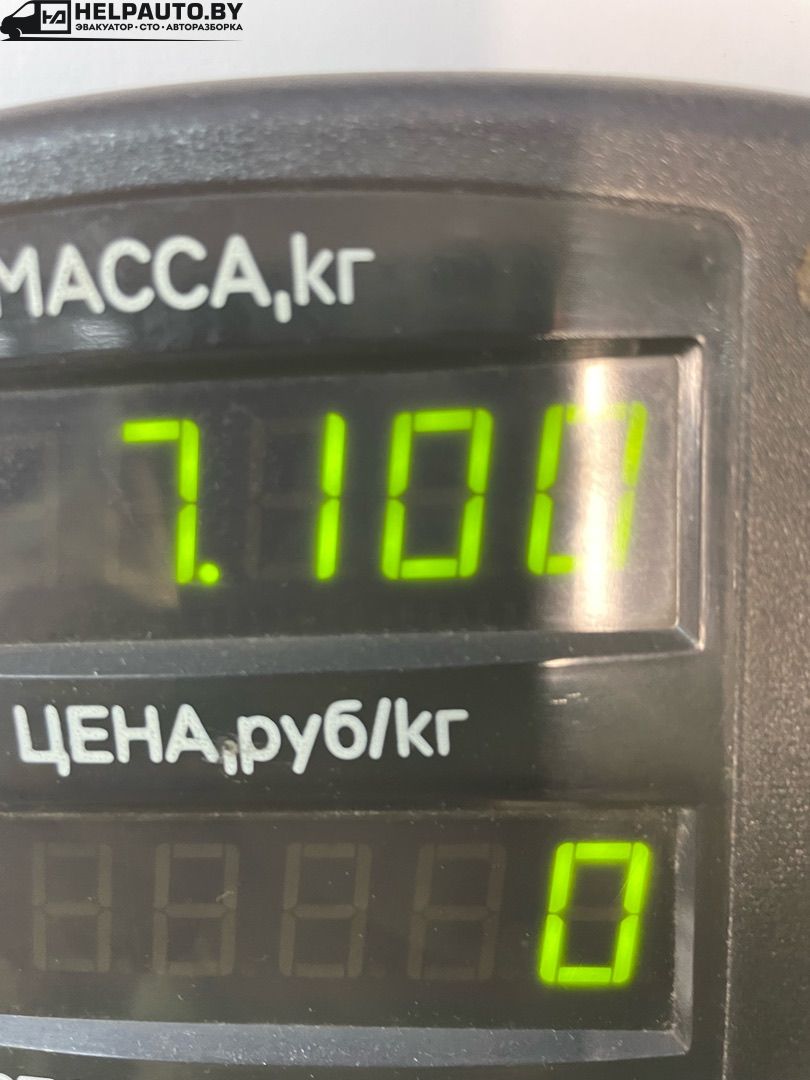 HELPAUTO.BY
ЭВАКУАТОР • СТО • АВТОРАЗБОРКА
МАССА,кг
7.100
ЦЕНА,руб/кг
0